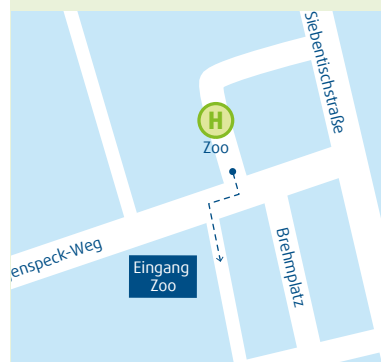 Siebentischstraße
H
Zoo
enspeck-Weg
Eingang
Zoo
Brehmplatz